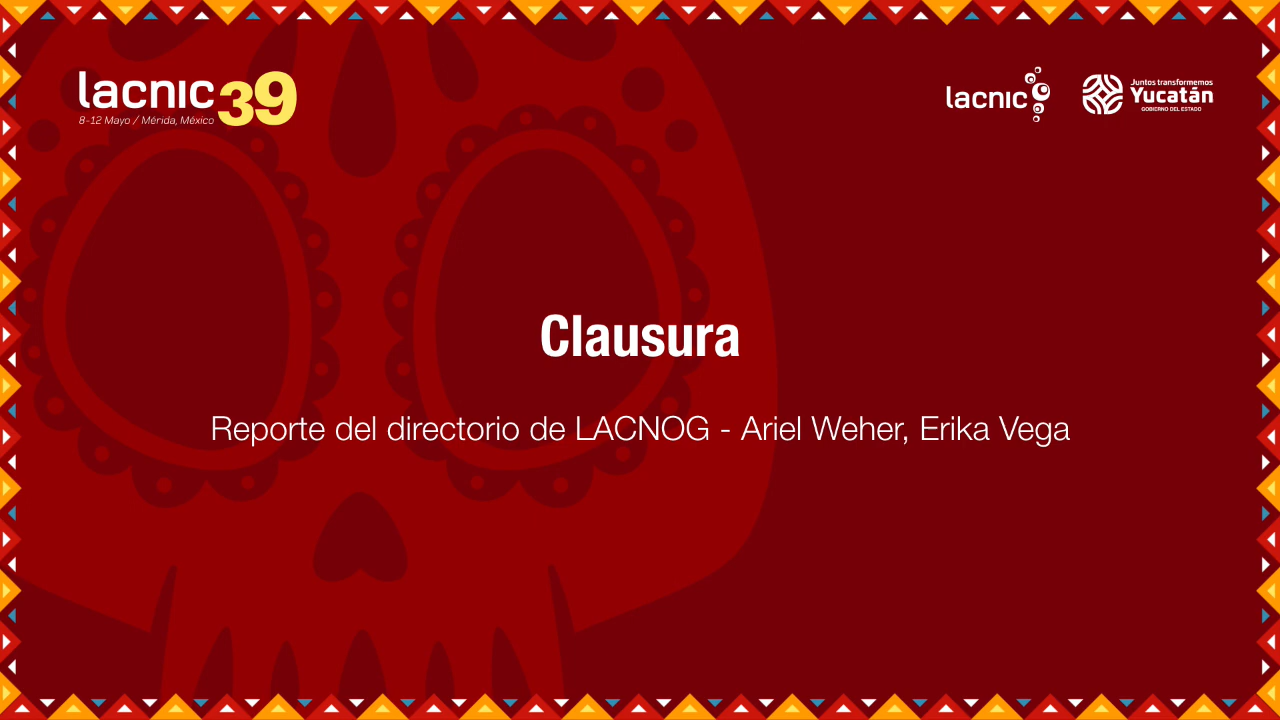 lacnic39
8-12 Mayo / Mérida, México
lacnic
Juntos transformemos
Yucatán
GOBIERNO DEL ESTADO
Clausura
Reporte del directorio de LACNOG - Ariel Weher, Erika Vega